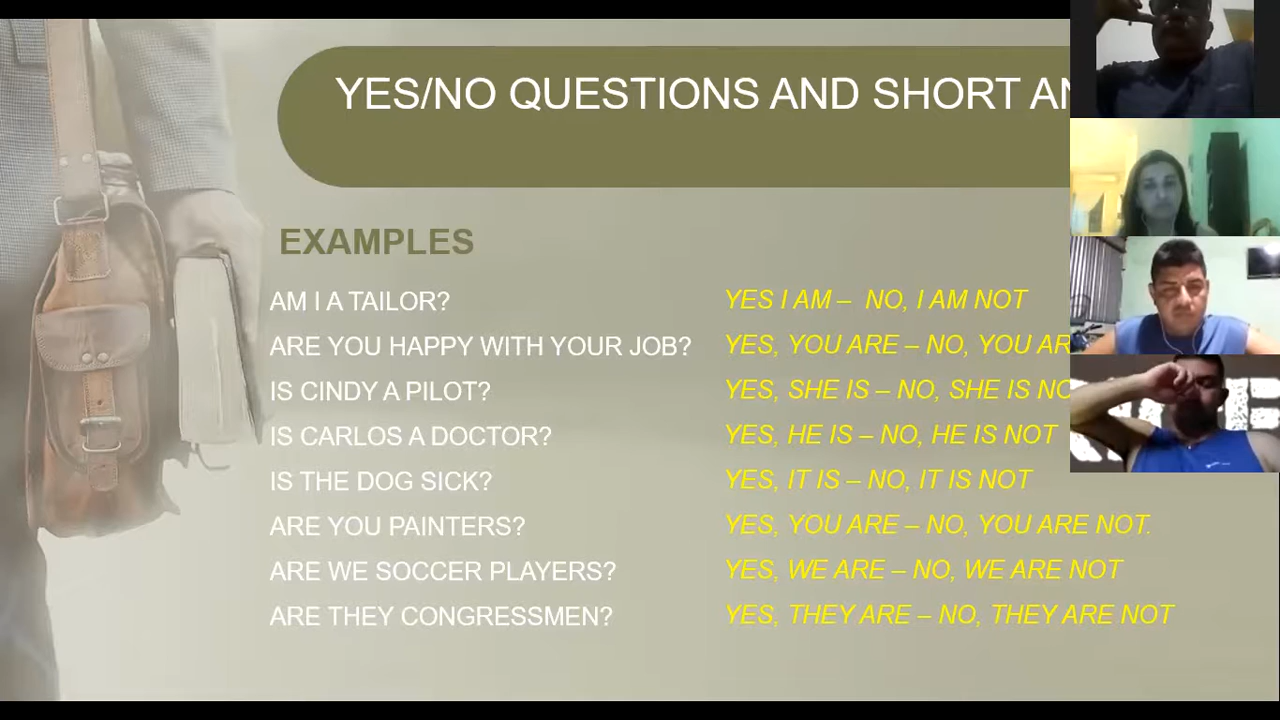 YES/NO QUESTIONS AND SHORT
EXAMPLES
AM I A TAILOR? YES I AM – NO, I AM NOT
ARE YOU HAPPY WITH YOUR JOB? YES, YOU ARE – NO, YOU
IS CINDY A PILOT? YES, SHE IS – NO, SHE IS
IS CARLOS A DOCTOR? YES, HE IS – NO, HE IS NOT
IS THE DOG SICK? YES, IT IS – NO, IT IS NOT
ARE YOU PAINTERS? YES, YOU ARE – NO, YOU ARE NOT.
ARE WE SOCCER PLAYERS? YES, WE ARE – NO, WE ARE NOT
ARE THEY CONGRESSMEN? YES, THEY ARE – NO, THEY ARE NOT